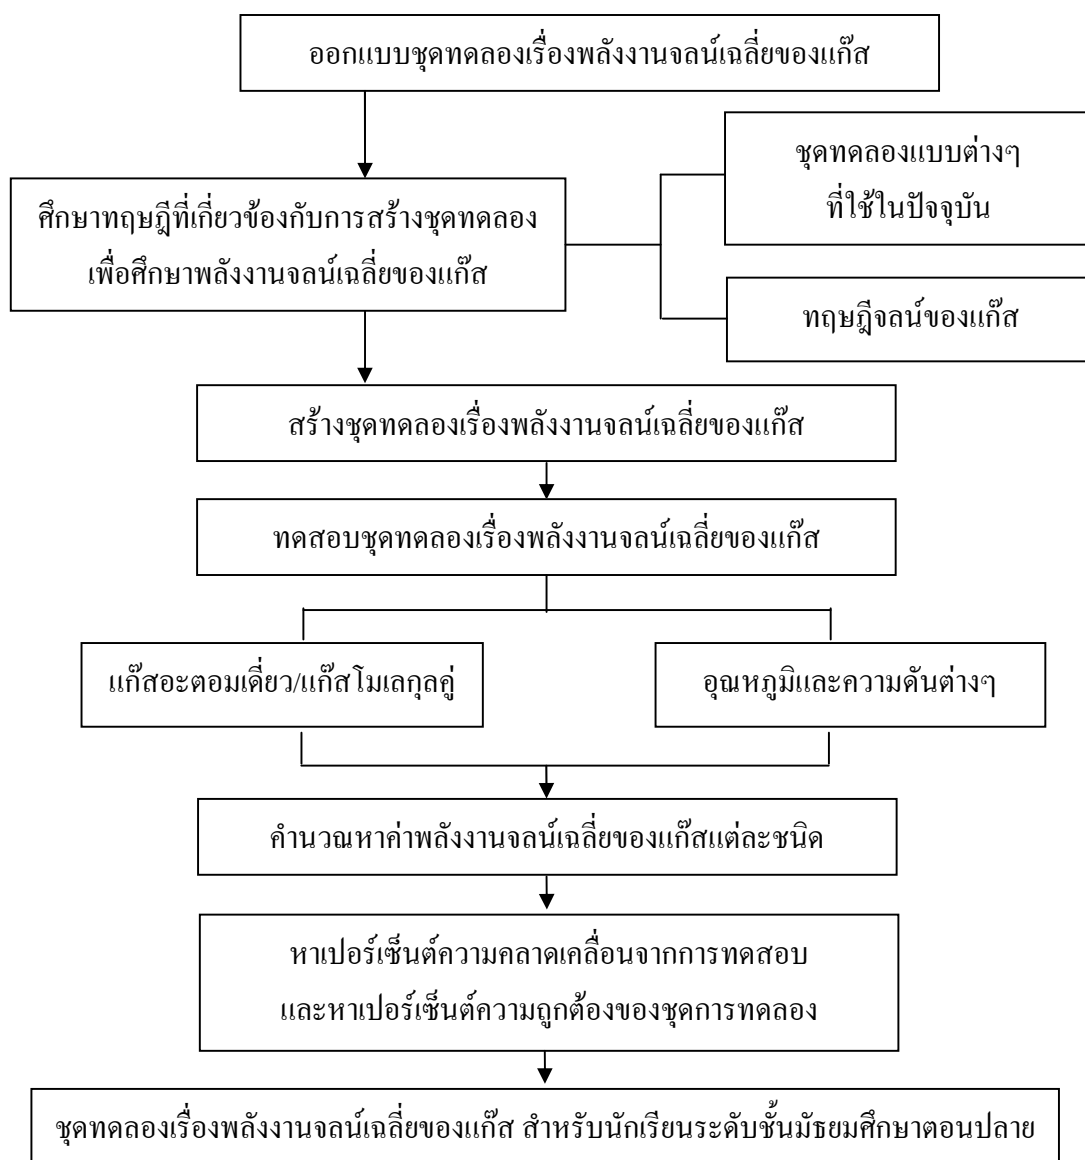 ออกแบบชุดทดลองเรื่องพลังงานจลน์เฉลี่ยของแก๊ส
ชุดทดลองแบบต่างๆ
ที่ใช้ในปัจจุบัน
ศึกษาทฤษฎีที่เกี่ยวข้องกับการสร้างชุดทดลอง
เพื่อศึกษาพลังงานจลน์เฉลี่ยของแก๊ส
ทฤษฎีจลน์ของแก๊ส
สร้างชุดทดลองเรื่องพลังงานจลน์เฉลี่ยของแก๊ส
ทดสอบชุดทดลองเรื่องพลังงานจลน์เฉลี่ยของแก๊ส
แก๊สอะตอมเดี่ยว/แก๊สโมเลกุลคู่
อุณหภูมิและความดันต่างๆ
คำนวณหาค่าพลังงานจลน์เฉลี่ยของแก๊สแต่ละชนิด
หาเปอร์เซ็นต์ความคลาดเคลื่อนจากการทดสอบ
และหาเปอร์เซ็นต์ความถูกต้องของชุดการทดลอง
ชุดทดลองเรื่องพลังงานจลน์เฉลี่ยของแก๊ส สำหรับนักเรียนระดับชั้นมัธยมศึกษาตอนปลาย